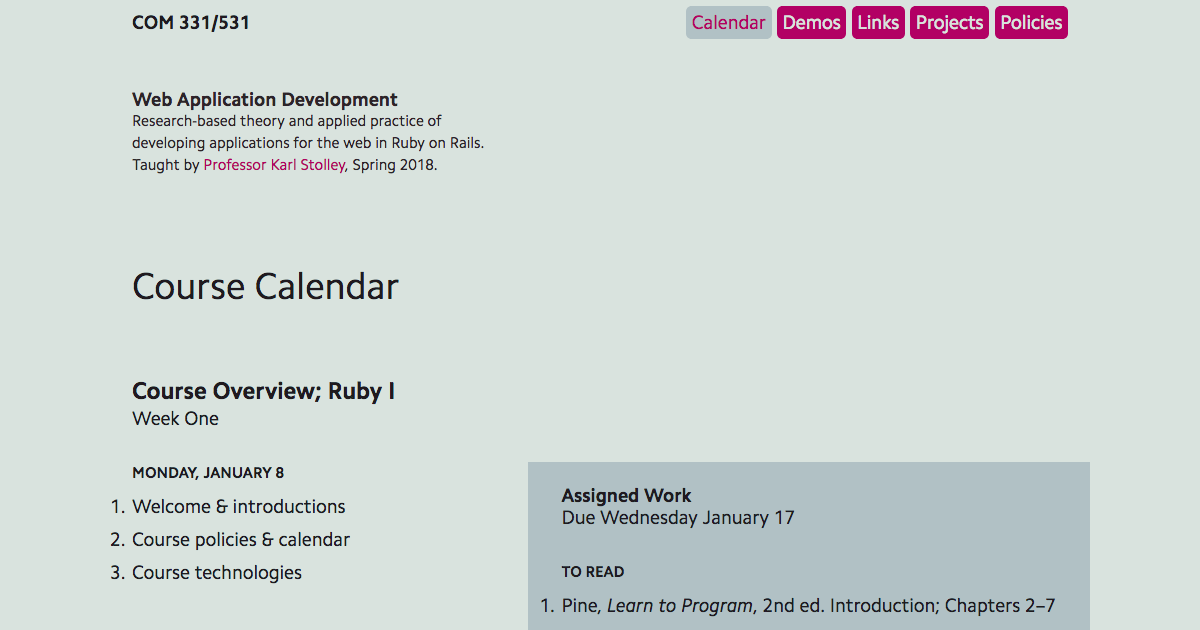 COM 331/531
Calendar Demos Links Projects Policies
Web Application Development
Research-based theory and applied practice of
developing applications for the web in Ruby on Rails.
Taught by Professor Karl Stolley, Spring 2018.
Course Calendar
Course Overview; Ruby I
Week One
MONDAY, JANUARY 8
1. Welcome & introductions
2. Course policies & calendar
3. Course technologies
Assigned Work
Due Wednesday January 17
TO READ
1. Pine, Learn to Program, 2nd ed. Introduction; Chapters 2–7